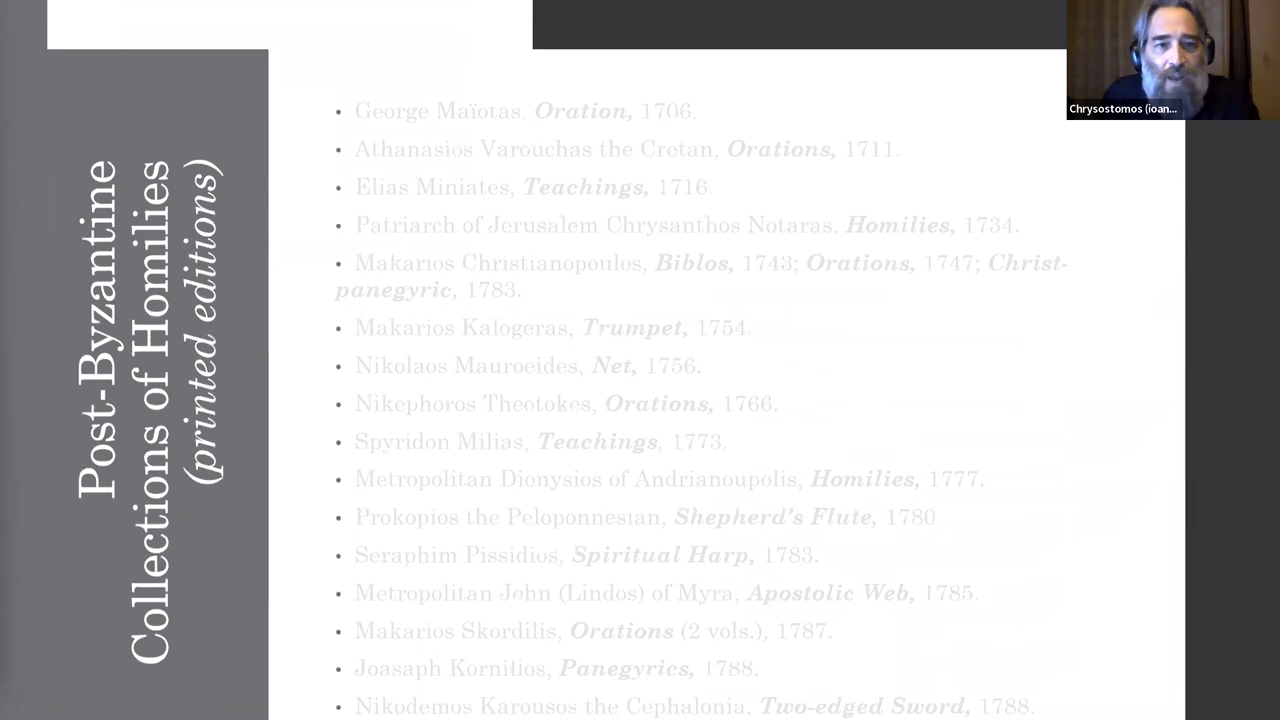 Post-Byzantine
Collections of Homilies
(printed editions)
• George Maïotas. Oration, 1706.
• Athanasios Varouchas the Cretan, Orations, 1711.
• Elias Miniates, Teachings, 1716
• Patriarch of Jerusalem Chrysanthos Notaras, Homilies, 1734.
• Makarios Christianopoulos, Biblos, 1743; Orations, 1747; Christ-
panegyric, 1783.
• Makarios Kalogeras, Trumpet, 1754.
• Nikolaos Mauroeides, Net, 1756.
• Nikephoros Theotokes, Orations, 1766.
• Spyridon Milias, Teachings, 1773.
• Metropolitan Dionysios of Andrianoupolis, Homilies, 1777.
• Prokopios the Peloponnesian, Shepherd's Flute, 1780.
• Seraphim Pissidios, Spiritual Harp, 1783.
• Metropolitan John (Lindos) of Myra, Apostolic Web, 1785.
• Makarios Skordilis, Orations (2 vols.), 1787.
• Joasaph Kornilios, Panegyrics, 1788.
• Nikodemos Karousos the Cephalonia. Two-edged Sword, 1788.
Chrysostomos (ioan...